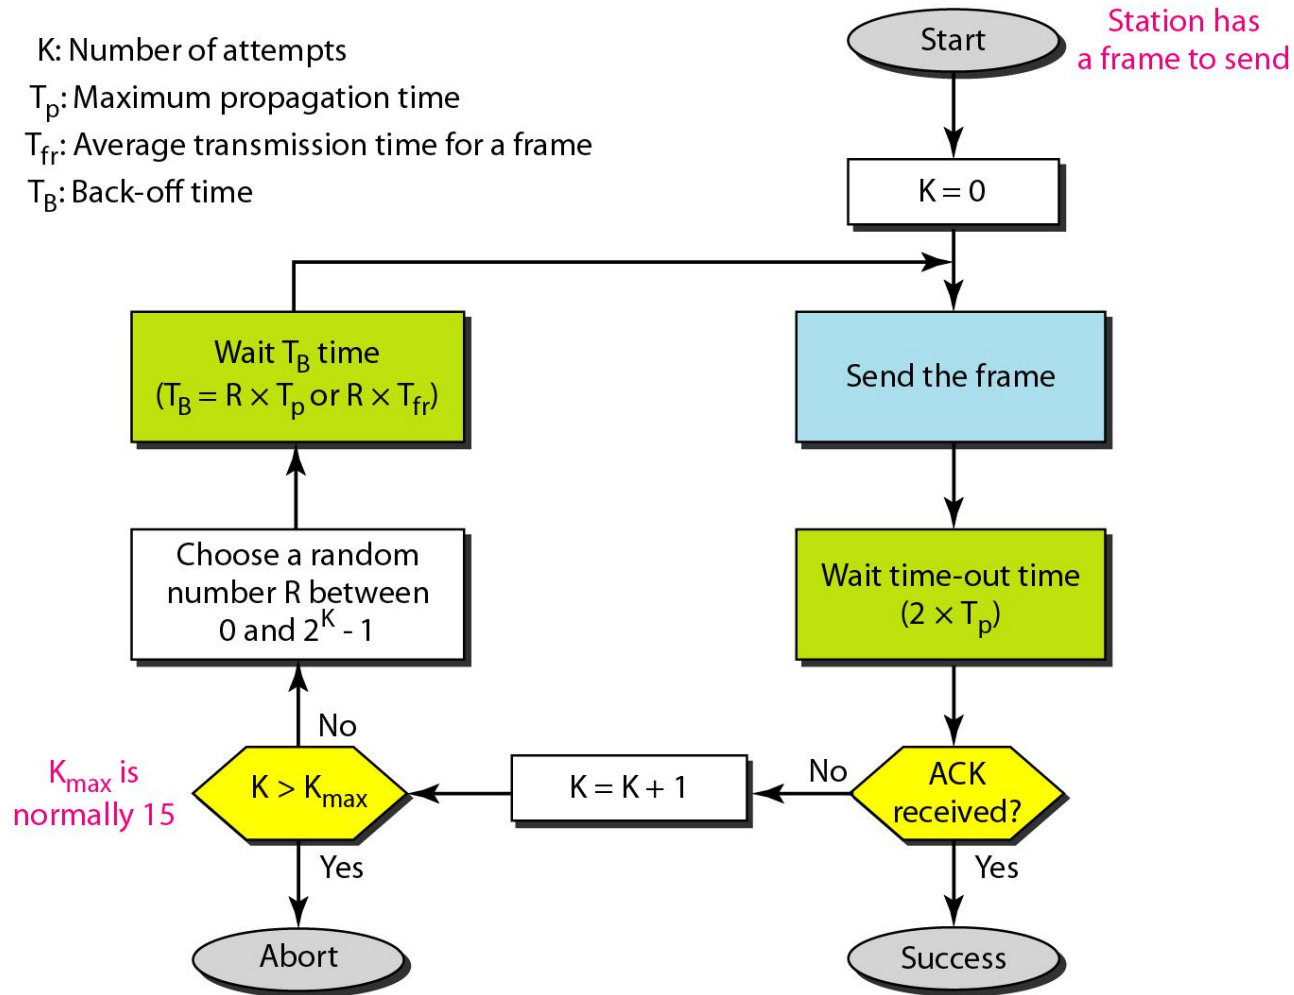 K: Number of attempts
Tp: Maximum propagation time
Tfr: Average transmission time for a frame
TB: Back-off time
Start
Station has
a frame to send
K = 0
Wait TB time
(TB = R × Tp or R × Tfr)
Send the frame
Choose a random
number R between
0 and 2^K - 1
Wait time-out time
(2 × Tp)
No
Kmax is
normally 15
K > Kmax
K = K + 1
No
ACK
received?
Yes
Yes
Abort
Success